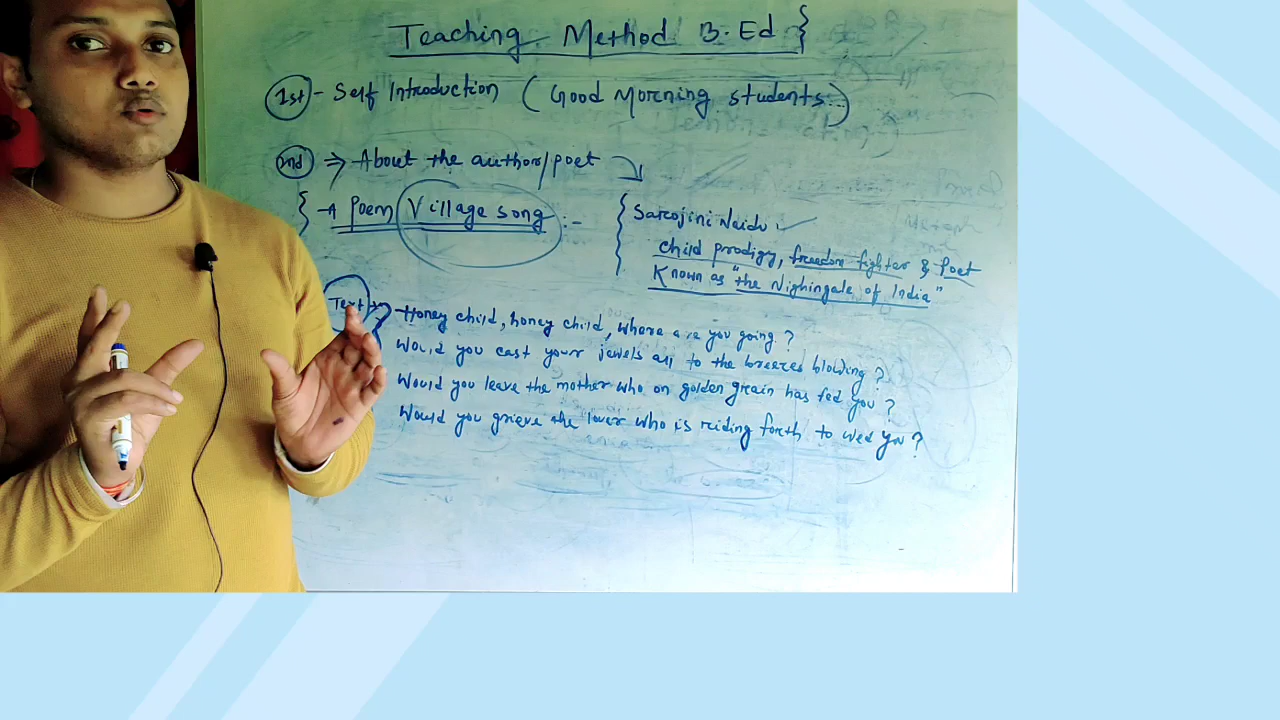 Teaching Method B.Ed }
1st - Self Introduction ( Good Morning students...)
2nd ⇒ About the author/poet
{ → A Poem Village song :-
{ Sarojini Naidu :-
child prodigy, freedom fighter & Poet
Known as "the Nighingale of India"
Text → Honey child, honey child, where are you going ?
Would you cast your jewels all to the breezes blowing ?
Would you leave the mother who on golden grain has fed you ?
Would you grieve the lover who is riding forth to wed you ?